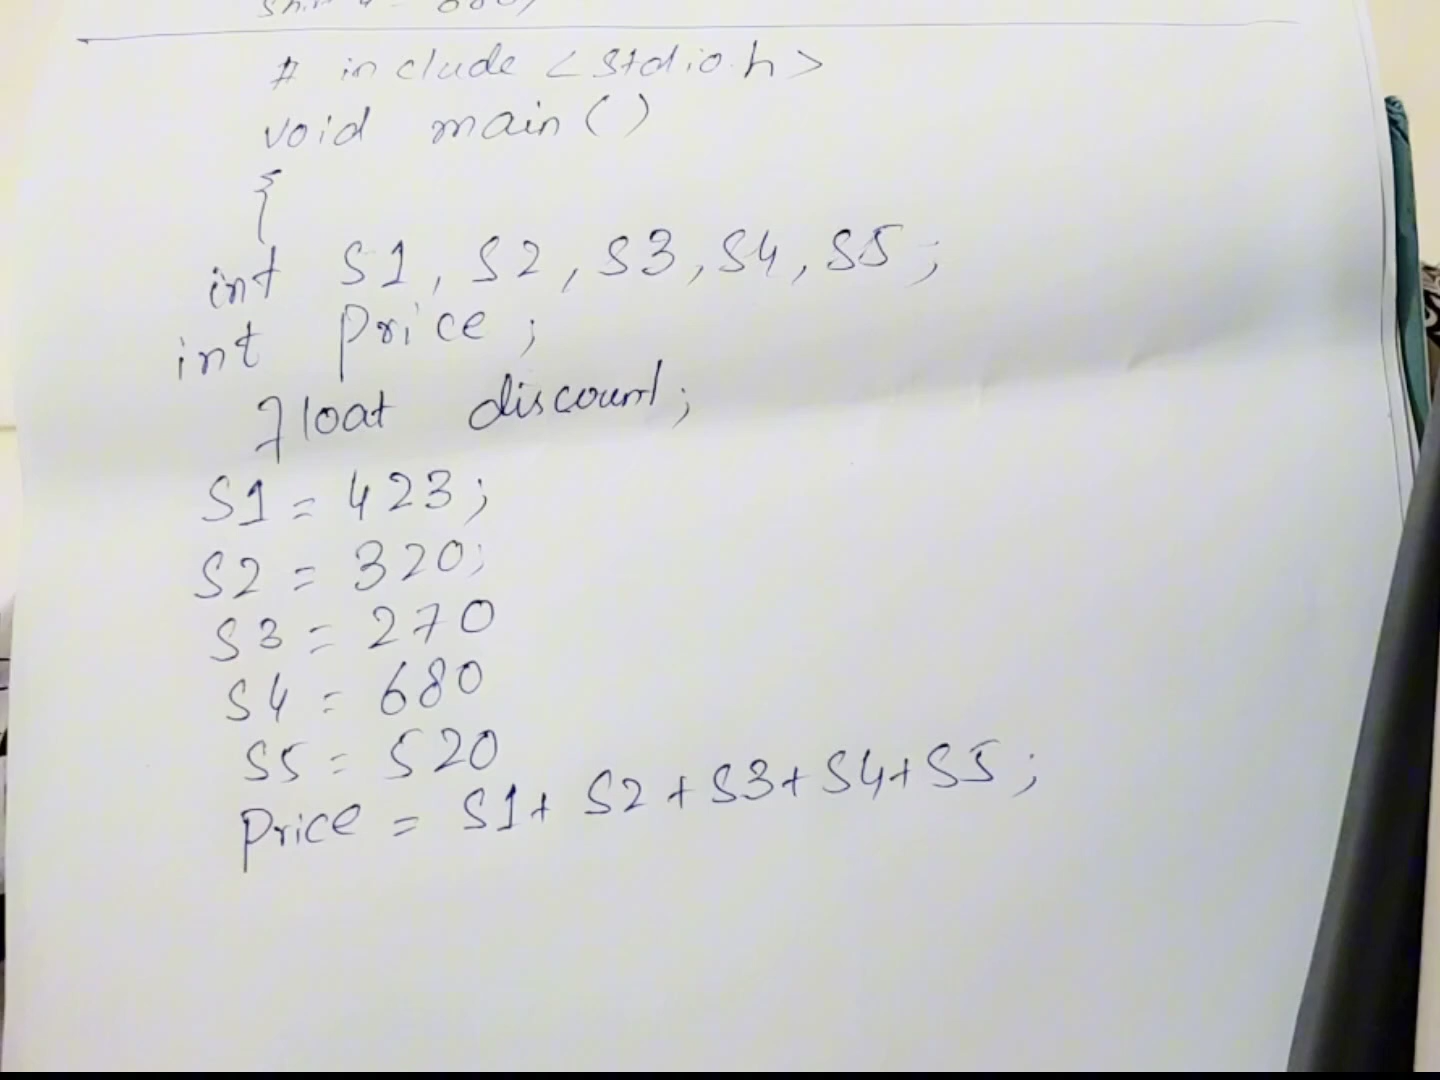 # include <stdio.h>
void main()
{
int S1, S2, S3, S4, S5;
int Price;
float discount;
S1 = 423;
S2 = 320;
S3 = 270
S4 = 680
S5 = 520
Price = S1 + S2 + S3 + S4 + S5;